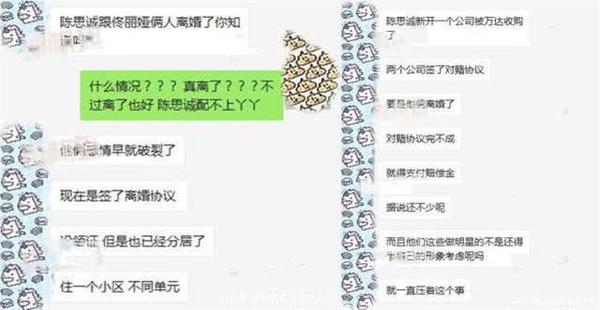 陈思诚跟佟丽娅俩人离婚了你知
道吗
什么情况？？？ 真离了？？？不
过离了也好 陈思诚配不上丫丫
他俩感情早就破裂了
现在是签了离婚协议
没领证 但是也已经分居了
住一个小区 不同单元
陈思诚新开一个公司被万达收购
了
两个公司签了对赌协议
要是他俩离婚了
对赌协议完不成
就得支付赔偿金
据说还不少呢
而且他们这些做明星的不是还得
自己的形象考虑呢吗
就一直压着这个事